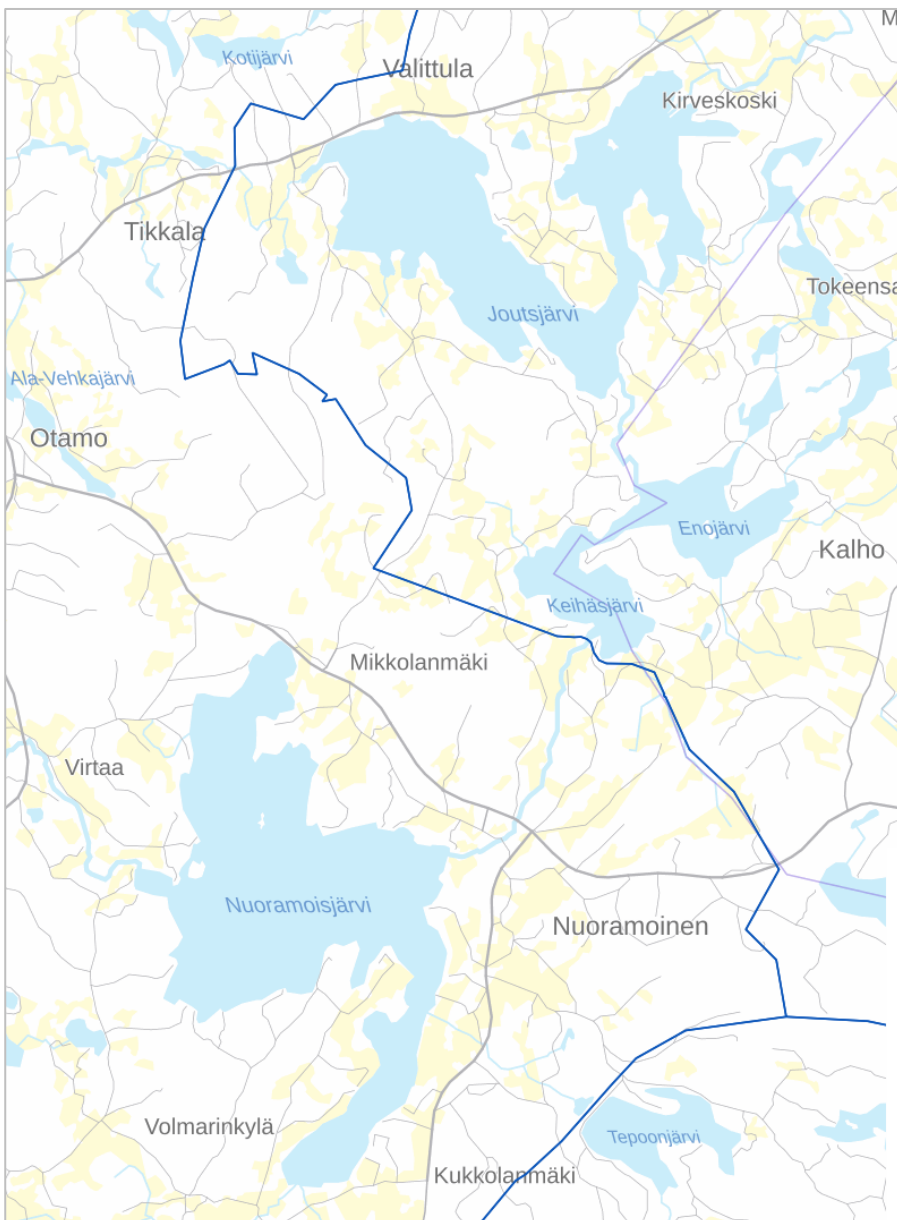 M
Kotijärvi
Valittula
Kirveskoski
Tikkala
Tokeensa
Joutsjärvi
Ala-Vehkajärvi
Otamo
Enojärvi
Kalho
Keihäsjärvi
Mikkolanmäki
Virtaa
Nuoramoisjärvi
Nuoramoinen
Volmarinkylä
Tepoonjärvi
Kukkolanmäki